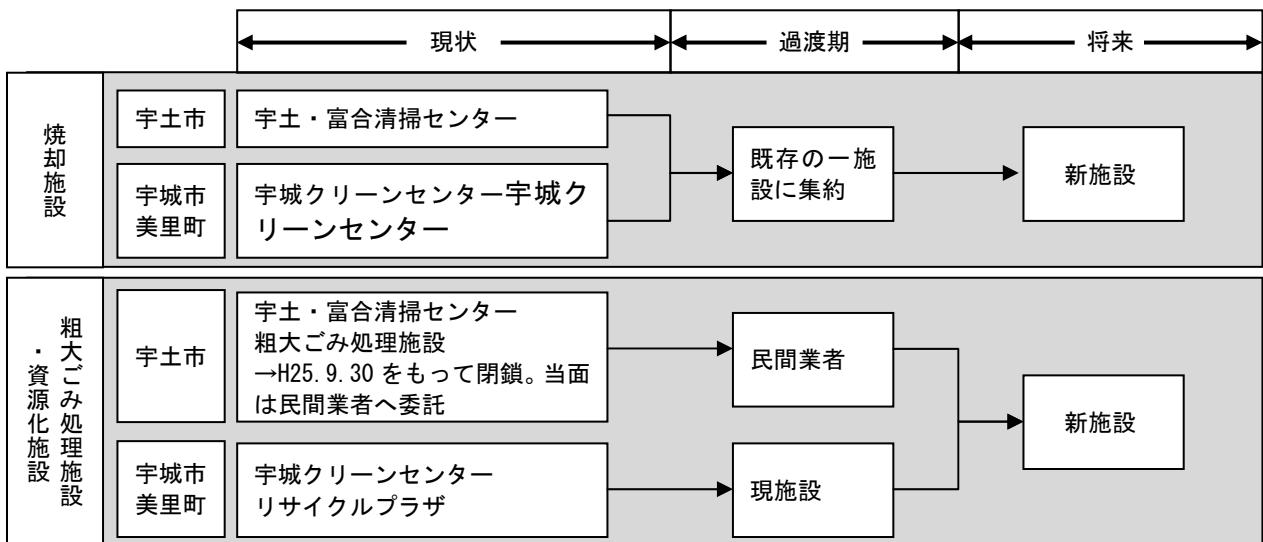 現状
過渡期
将来
焼却施設
宇土市
宇土・富合清掃センター
宇城市
美里町
宇城クリーンセンター宇城ク
リーンセンター
既存の一施
設に集約
新施設
粗大ごみ処理施設
・資源化施設
宇土市
宇土・富合清掃センター
粗大ごみ処理施設
→H25.9.30をもって閉鎖。当面
は民間業者へ委託
民間業者
宇城市
美里町
宇城クリーンセンター
リサイクルプラザ
現施設
新施設